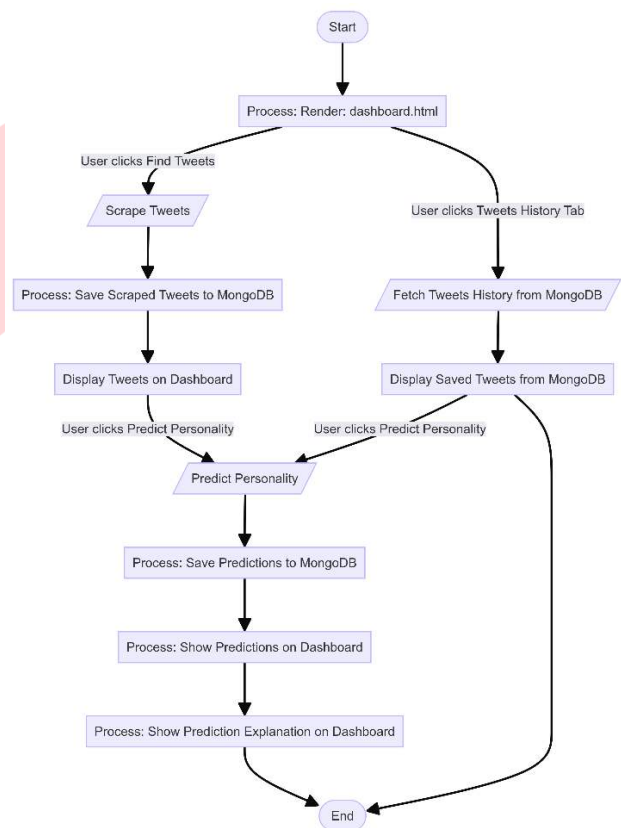 Start
Process: Render: dashboard.html
User clicks Find Tweets
User clicks Tweets History Tab
Scrape Tweets
Process: Save Scraped Tweets to MongoDB
Fetch Tweets History from MongoDB
Display Tweets on Dashboard
Display Saved Tweets from MongoDB
User clicks Predict Personality
User clicks Predict Personality
Predict Personality
Process: Save Predictions to MongoDB
Process: Show Predictions on Dashboard
Process: Show Prediction Explanation on Dashboard
End